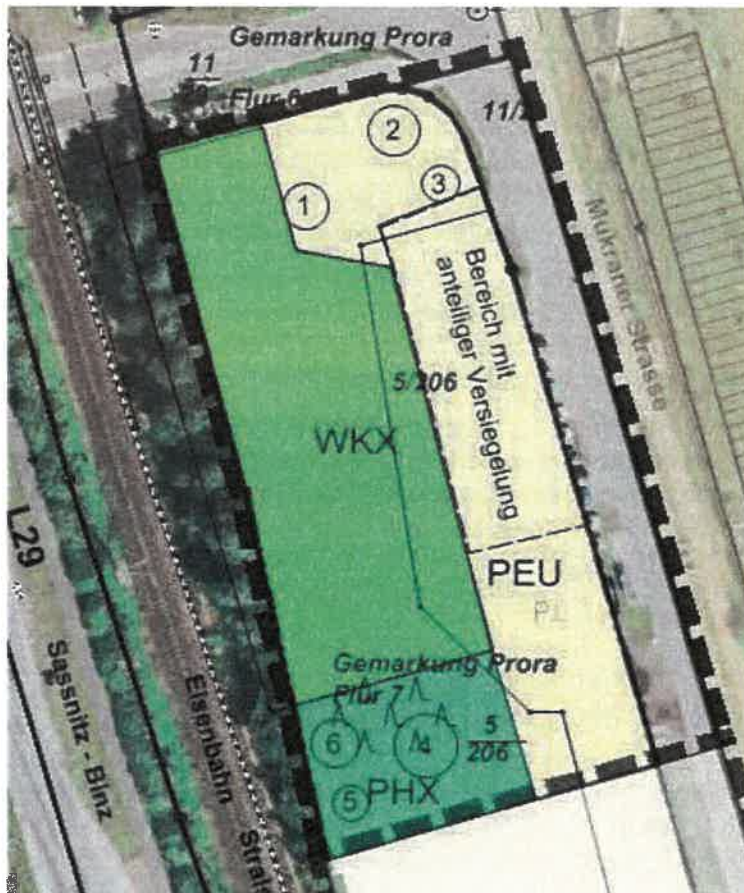 Gemarkung Prora
11
Flur 6
11/2
2
3
1
Bereich mit
anteiliger Versiegelung
Mukraner Strasse
5/206
WKX
L29
PEU
Gemarkung Prora
Flur 7
5
206
6
4
5
PHX
Sassnitz - Binz
Eisenbahn